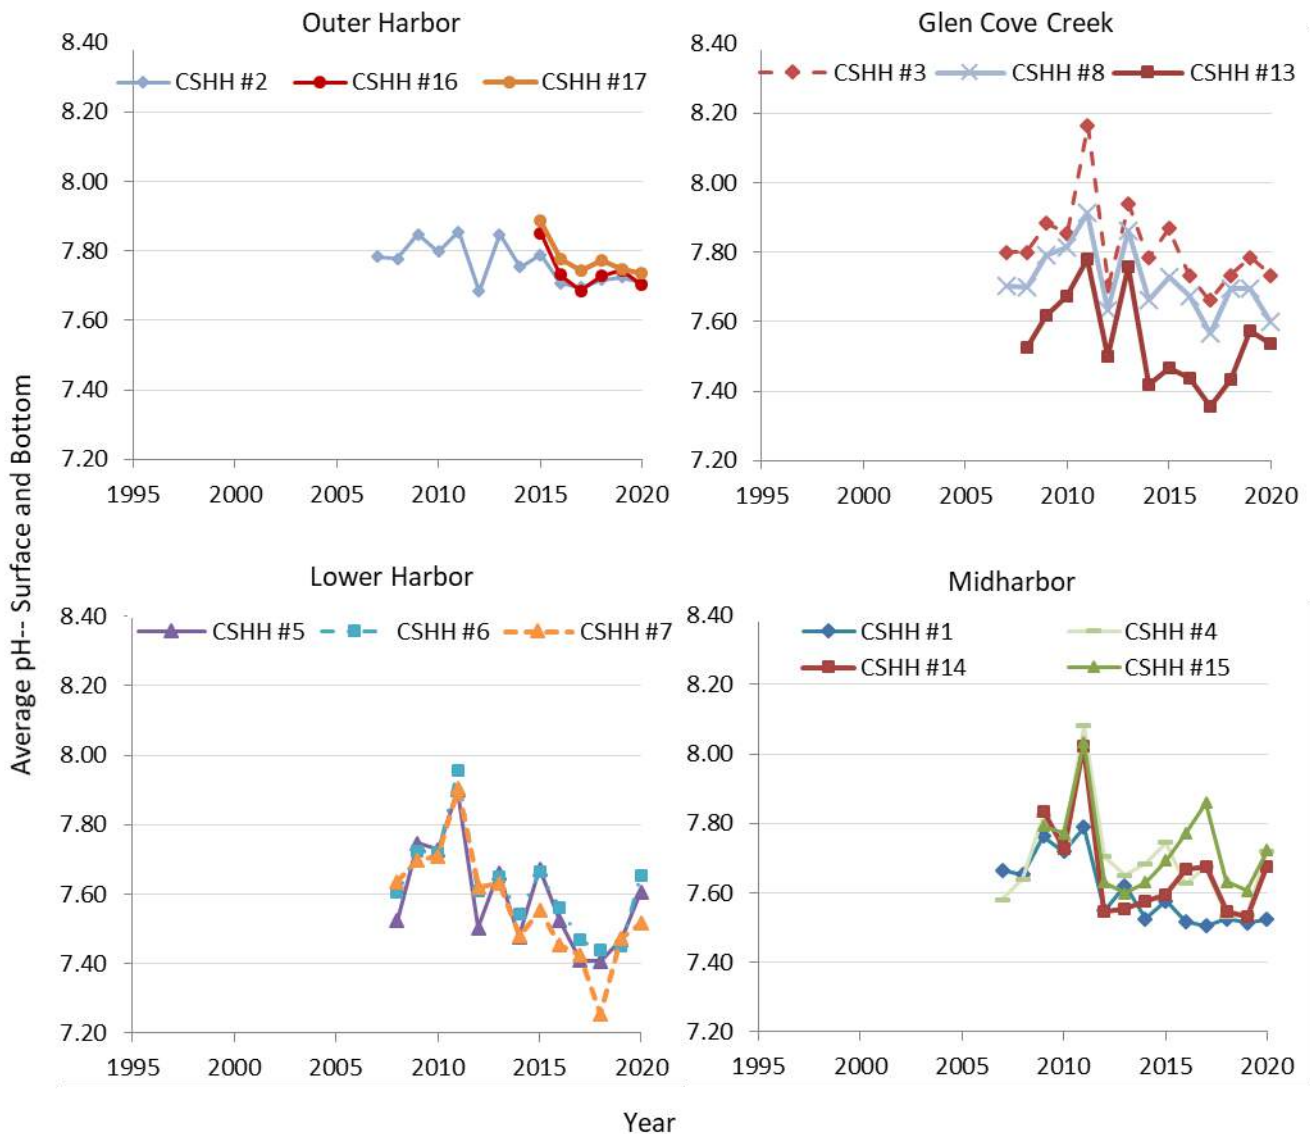 Outer Harbor
8.40
CSHH #2 CSHH #16 CSHH #17
8.20
8.00
7.80
7.60
7.40
7.20
1995 2000 2005 2010 2015 2020
Glen Cove Creek
8.40
CSHH #3 CSHH #8 CSHH #13
8.20
8.00
7.80
7.60
7.40
7.20
1995 2000 2005 2010 2015 2020
Average pH-- Surface and Bottom
Lower Harbor
8.40
CSHH #5 CSHH #6 CSHH #7
8.20
8.00
7.80
7.60
7.40
7.20
1995 2000 2005 2010 2015 2020
Midharbor
8.40
CSHH #1 CSHH #4
CSHH #14 CSHH #15
8.20
8.00
7.80
7.60
7.40
7.20
1995 2000 2005 2010 2015 2020
Year